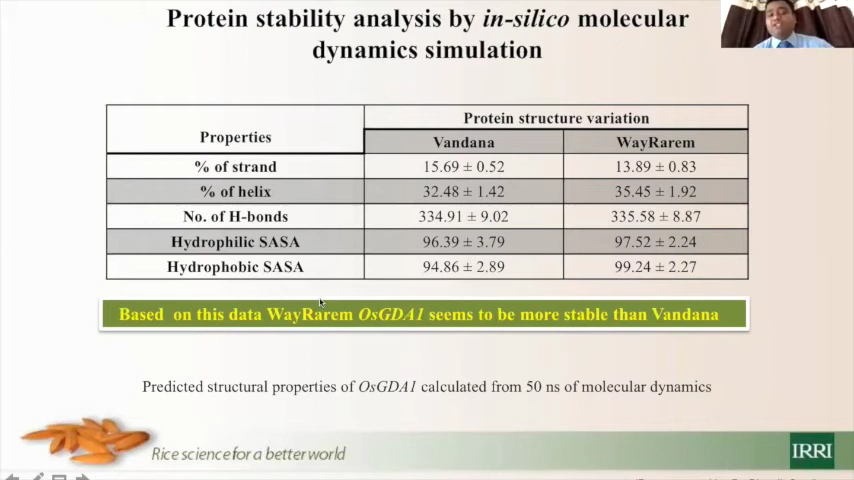 Protein stability analysis by in-silico molecular
dynamics simulation
Properties
Protein structure variation
Vandana WayRarem
% of strand 15.69 ± 0.52 13.89 ± 0.83
% of helix 32.48 ± 1.42 35.45 ± 1.92
No. of H-bonds 334.91 ± 9.02 335.58 ± 8.87
Hydrophilic SASA 96.39 ± 3.79 97.52 ± 2.24
Hydrophobic SASA 94.86 ± 2.89 99.24 ± 2.27
Based on this data WayRarem OsGDA1 seems to be more stable than Vandana
Predicted structural properties of OsGDA1 calculated from 50 ns of molecular dynamics
Rice science for a better world
IRRI